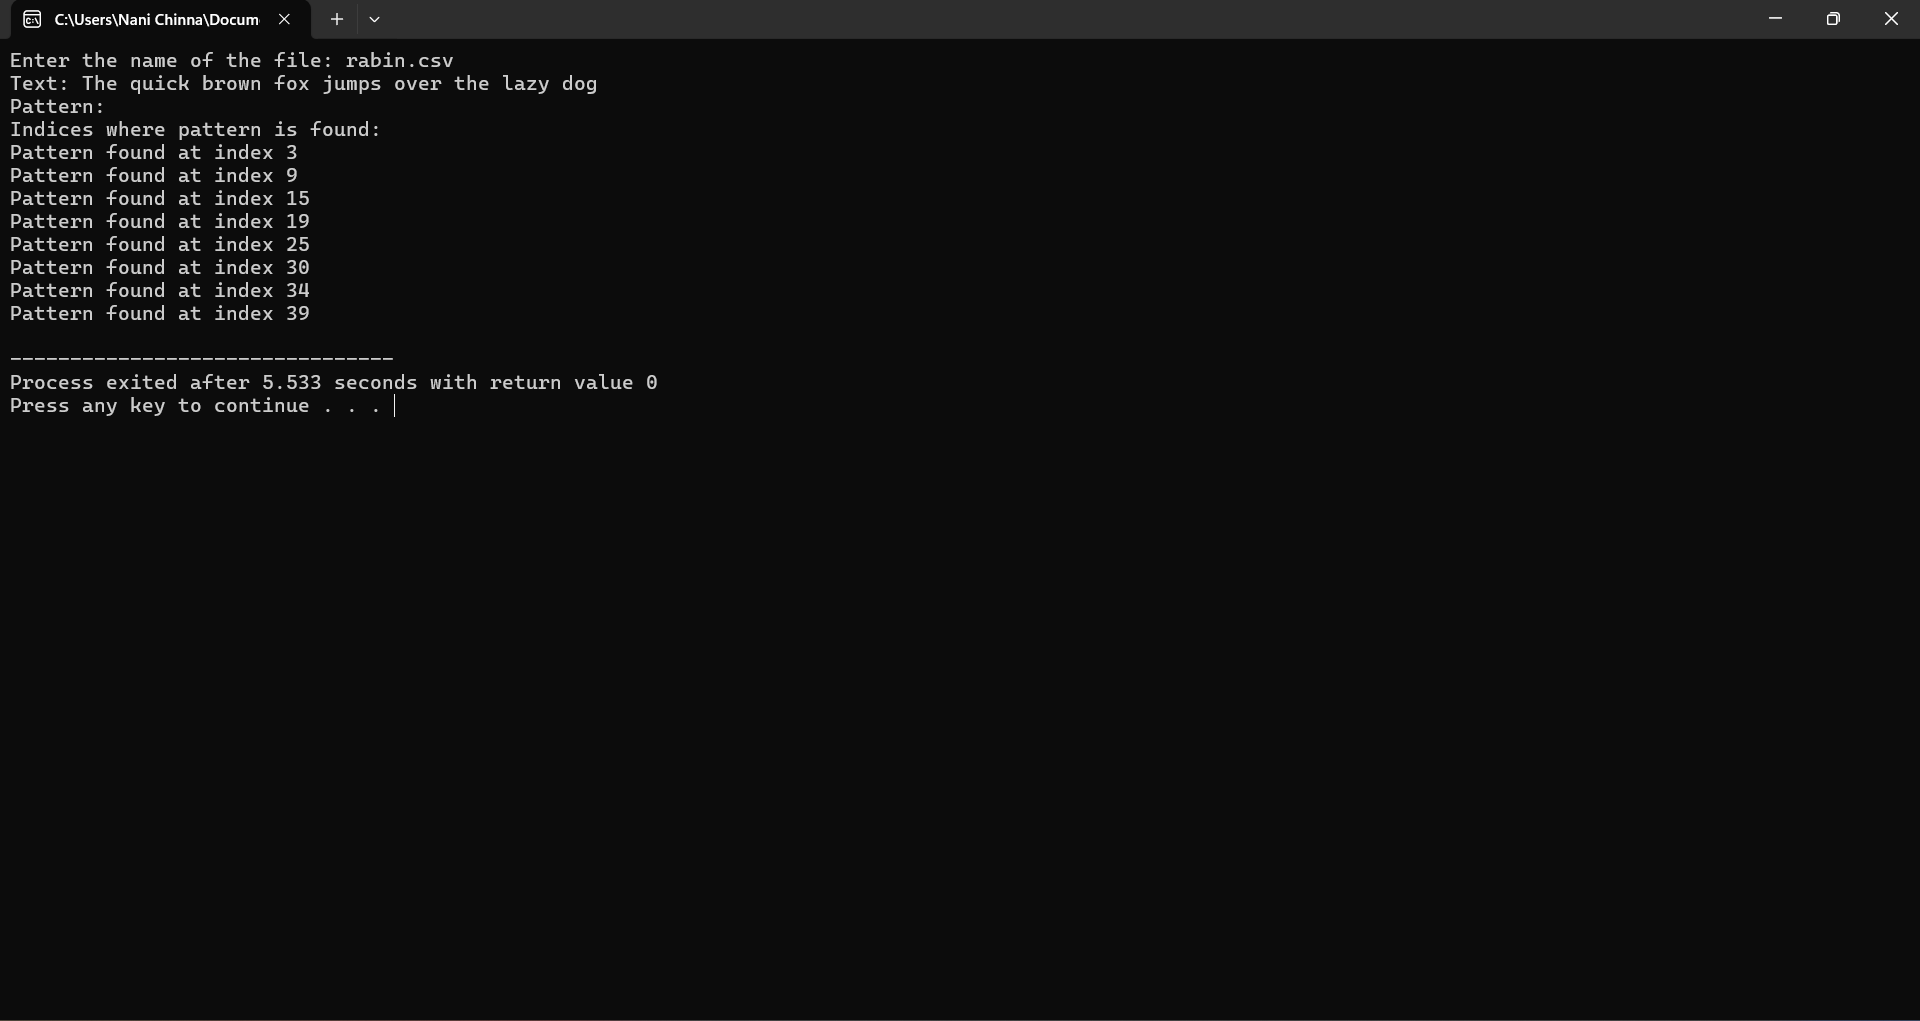 C:\Users\Nani Chinna\Docum
Enter the name of the file: rabin.csv
Text: The quick brown fox jumps over the lazy dog
Pattern:
Indices where pattern is found:
Pattern found at index 3
Pattern found at index 9
Pattern found at index 15
Pattern found at index 19
Pattern found at index 25
Pattern found at index 30
Pattern found at index 34
Pattern found at index 39
--------------------------------
Process exited after 5.533 seconds with return value 0
Press any key to continue . . .